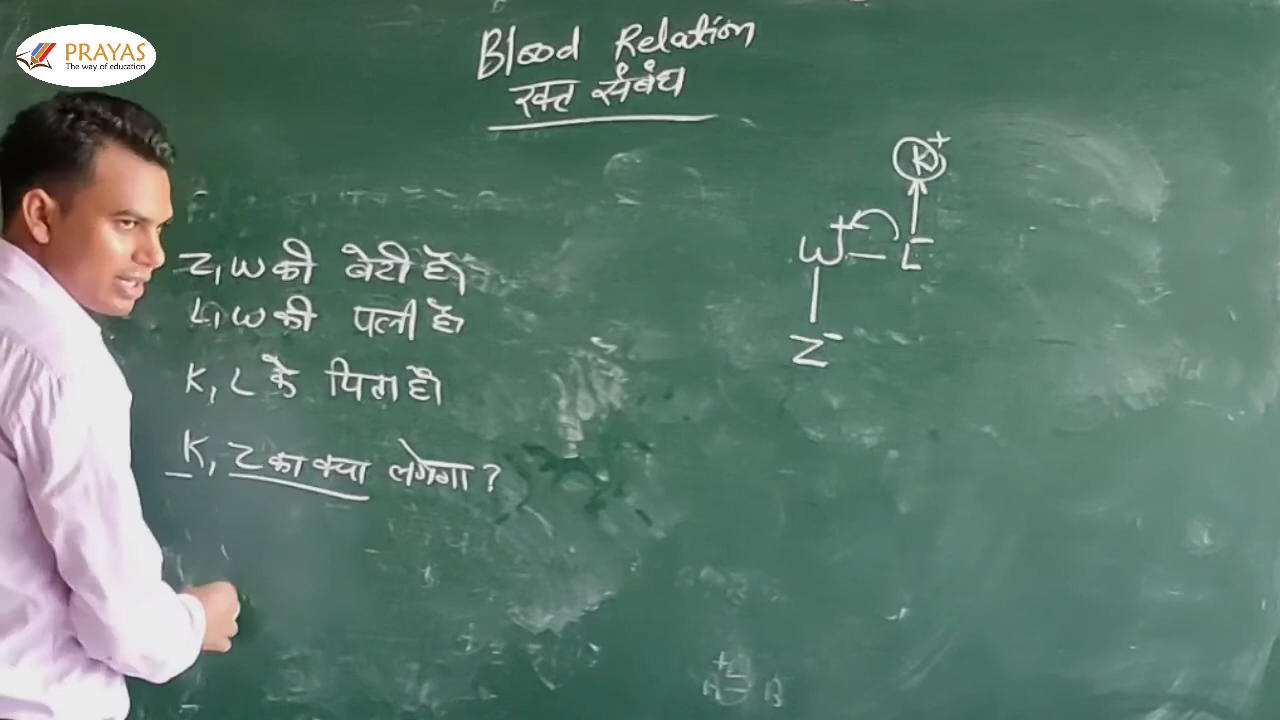 PRAYAS
The way of education
Blood Relation
रक्त संबंध
Z, W की बेटी है।
L, W की पत्नी है।
K, L के पिता है।
K, Z का क्या लगेगा ?
K +
W + — L -
Z -